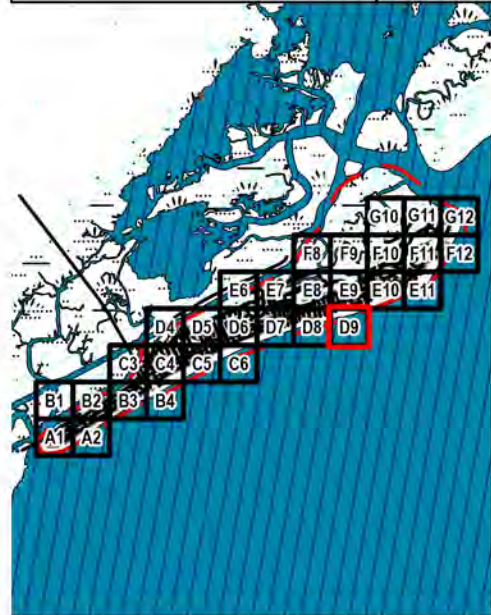 G10 G11 G12
F8 F9 F10 F11 F12
E6 E7 E8 E9 E10 E11
D4 D5 D6 D7 D8 D9
C3 C4 C5 C6
B1 B2 B3 B4
A1 A2